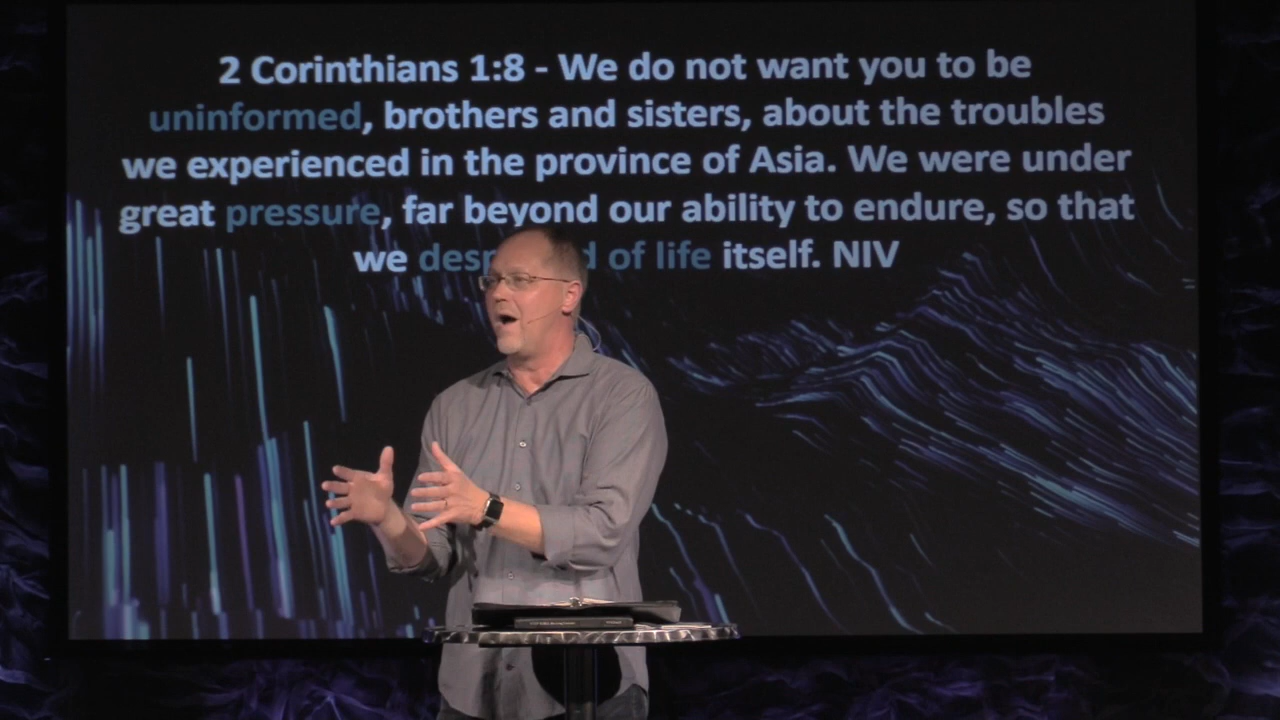 2 Corinthians 1:8 - We do not want you to be
uninformed, brothers and sisters, about the troubles
we experienced in the province of Asia. We were under
great pressure, far beyond our ability to endure, so that
we of life itself. NIV